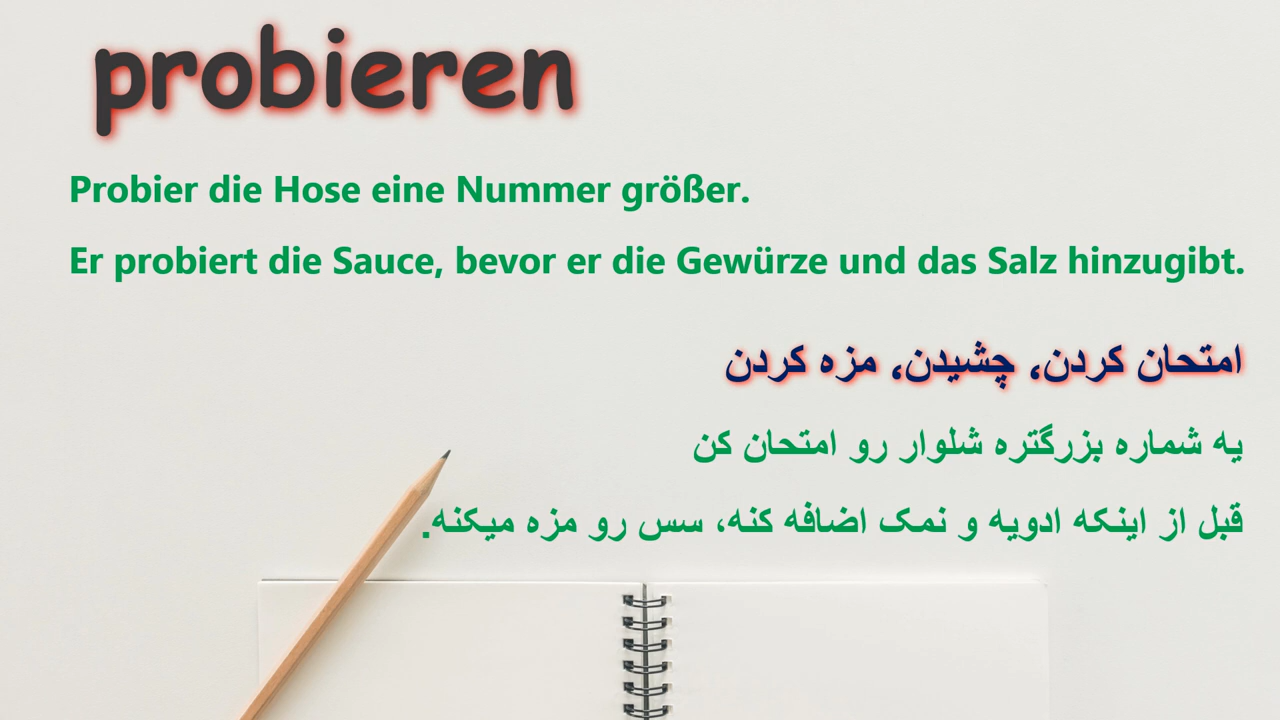 probieren
Probier die Hose eine Nummer größer.
Er probiert die Sauce, bevor er die Gewürze und das Salz hinzugibt.
امتحان کردن، چشیدن، مزه کردن
یه شماره بزرگتره شلوار رو امتحان کن
قبل از اینکه ادویه و نمک اضافه کنه، سس رو مزه میکنه.